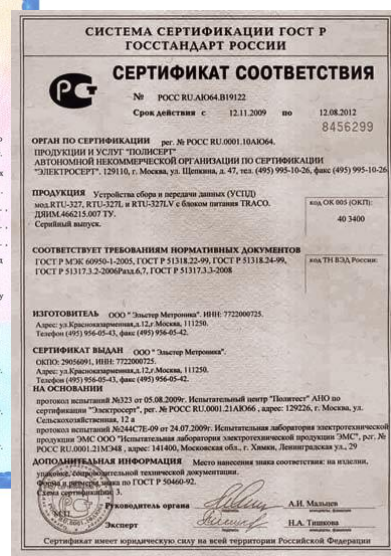 СИСТЕМА СЕРТИФИКАЦИИ ГОСТ Р
ГОССТАНДАРТ РОССИИ
СЕРТИФИКАТ СООТВЕТСТВИЯ
№ РОСС RU.АЮ64.В19122
Срок действия с 12.11.2009 по 12.08.2012
8456299
ОРГАН ПО СЕРТИФИКАЦИИ рег. № РОСС RU.0001.10АЮ64.
ПРОДУКЦИИ И УСЛУГ "ПОЛИСЕРТ"
АВТОНОМНОЙ НЕКОММЕРЧЕСКОЙ ОРГАНИЗАЦИИ ПО СЕРТИФИКАЦИИ
"ЭЛЕКТРОСЕРТ". 129110, г. Москва, ул. Щепкина, д. 47, тел. (495) 995-10-26, факс (495) 995-10-26
ПРОДУКЦИЯ Устройства сбора и передачи данных (УСПД)
мод.RTU-327, RTU-327L и RTU-327LV с блоком питания TRACO.
ДЯИМ.466215.007 ТУ.
Серийный выпуск.
код ОК 005 (ОКП):
40 3400
СООТВЕТСТВУЕТ ТРЕБОВАНИЯМ НОРМАТИВНЫХ ДОКУМЕНТОВ
ГОСТ Р МЭК 60950-1-2005, ГОСТ Р 51318.22-99, ГОСТ Р 51318.24-99,
ГОСТ Р 51317.3.2-2006Разд.6,7, ГОСТ Р 51317.3.3-2008
код ТН ВЭД России:
ИЗГОТОВИТЕЛЬ ООО "Эльстер Метроника". ИНН: 7722000725.
Адрес: ул.Красноказарменная,д.12,г.Москва, 111250.
Телефон (495) 956-05-43, факс (495) 956-05-42.
СЕРТИФИКАТ ВЫДАН ООО "Эльстер Метроника".
ОКПО: 29056091, ИНН: 7722000725.
Адрес: ул.Красноказарменная,д.12,г.Москва, 111250.
Телефон (495) 956-05-43, факс (495) 956-05-42.
НА ОСНОВАНИИ
протокол испытаний №323 от 05.08.2009г. Испытательный центр "Политест" АНО по
сертификации "Электросерт", рег. № РОСС RU.0001.21АЮ66, адрес: 129226, г. Москва, ул.
Сельскохозяйственная, 12 а
протокол испытаний №244С7Е-09 от 24.07.2009г. Испытательная лаборатория электротехнической
продукции ЭМС ООО "Испытательная лаборатория электротехнической продукции ЭМС", рег. №
РОСС RU.0001.21МЭ48, адрес: 141400, Московская обл., г. Химки, Ленинградская ул., 29
ДОПОЛНИТЕЛЬНАЯ ИНФОРМАЦИЯ Место нанесения знака соответствия: на изделии,
упаковке, сопроводительной технической документации.
Форма и размеры знака по ГОСТ Р 50460-92.
Схема сертификации: 3.
Руководитель органа А.И. Мальцев
Эксперт Н.А. Тишкова
Сертификат имеет юридическую силу на всей территории Российской Федерации